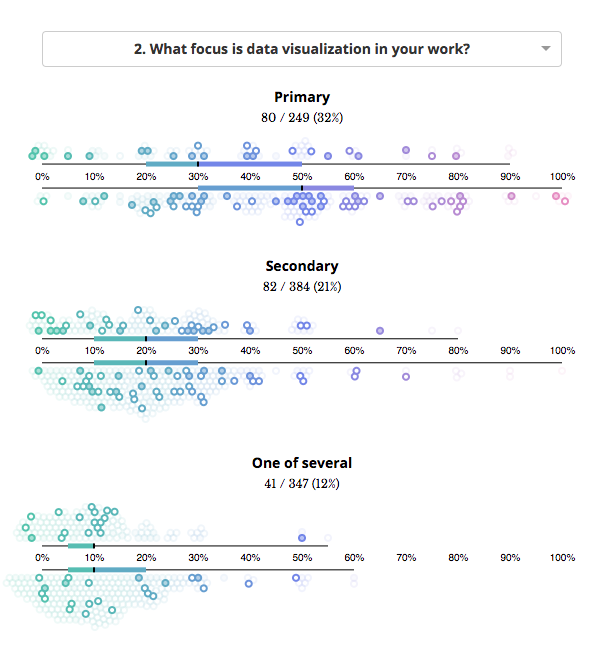 2. What focus is data visualization in your work?
Primary
80 / 249 (32%)
0% 10% 20% 30% 40% 50% 60% 70% 80% 90% 100%
Secondary
82 / 384 (21%)
0% 10% 20% 30% 40% 50% 60% 70% 80% 90% 100%
One of several
41 / 347 (12%)
0% 10% 20% 30% 40% 50% 60% 70% 80% 90% 100%